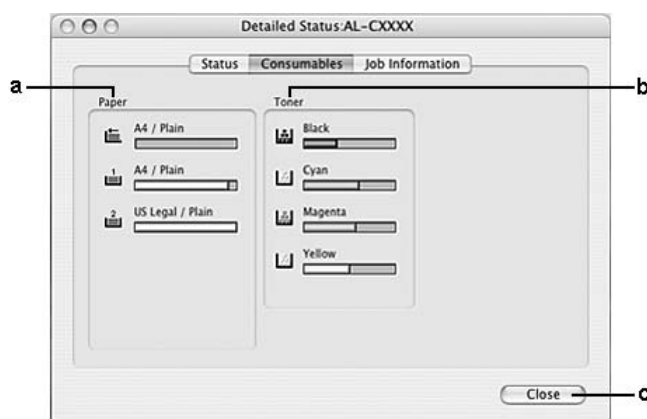 Detailed Status:AL-CXXXX
Status Consumables Job Information
a
b
Paper
Toner
A4 / Plain
Black
1
A4 / Plain
Cyan
2
US Legal / Plain
Magenta
Yellow
Close
c